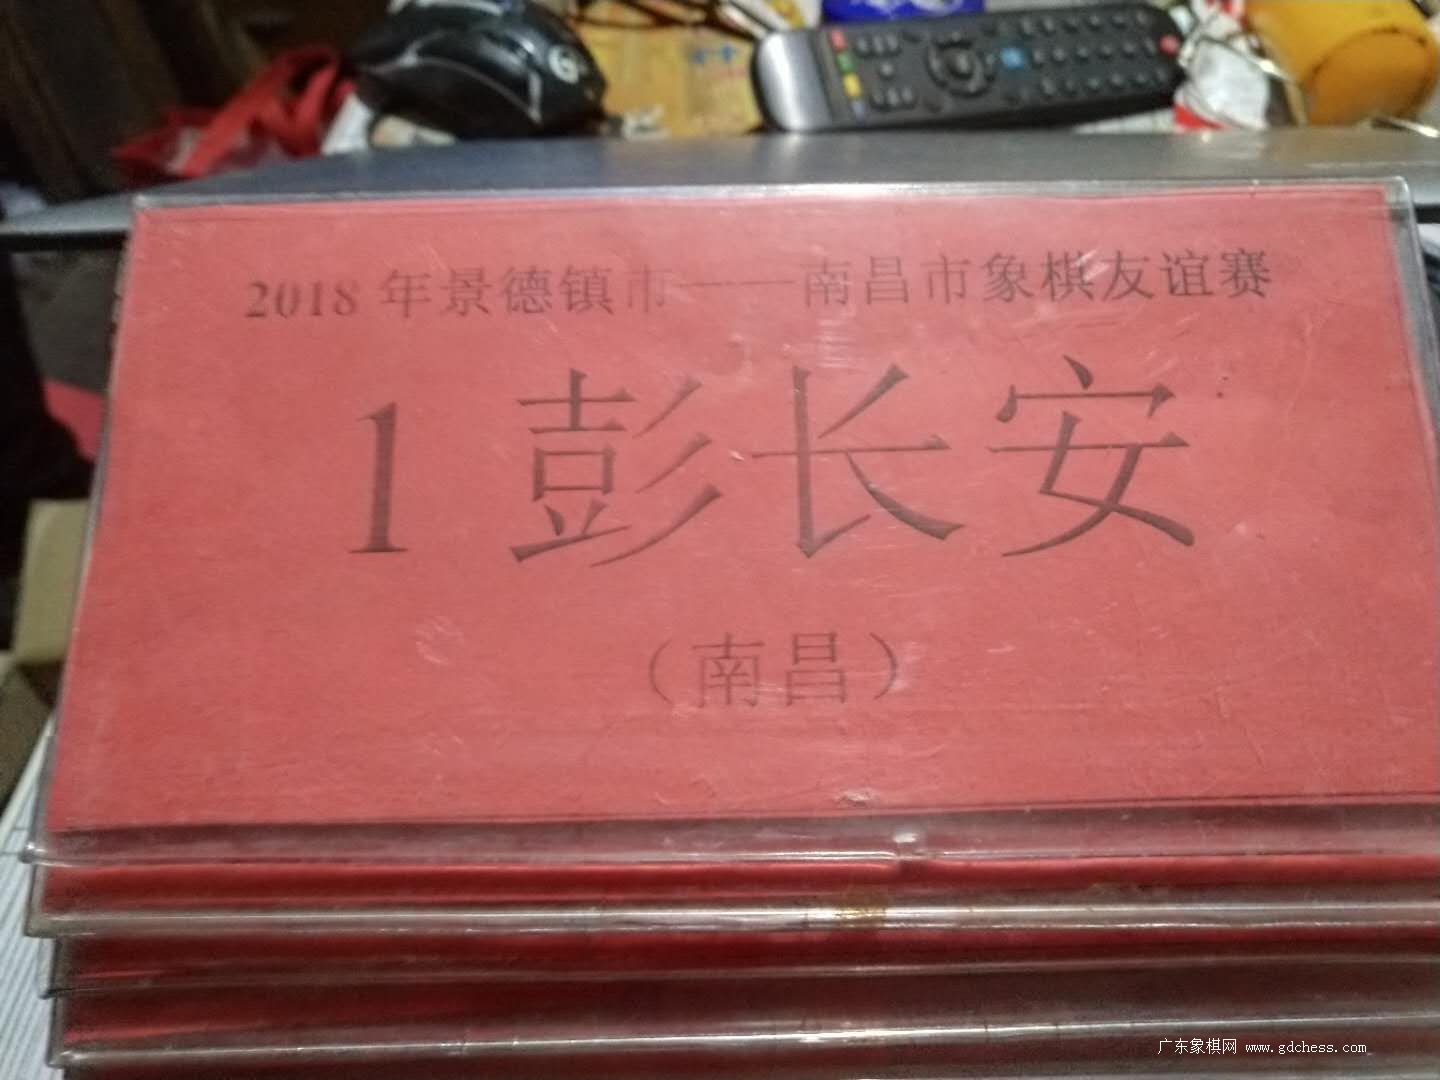 2018 年景德镇市——南昌市象棋友谊赛
1 彭长安
（南昌）
广东象棋网 www.gdchess.com